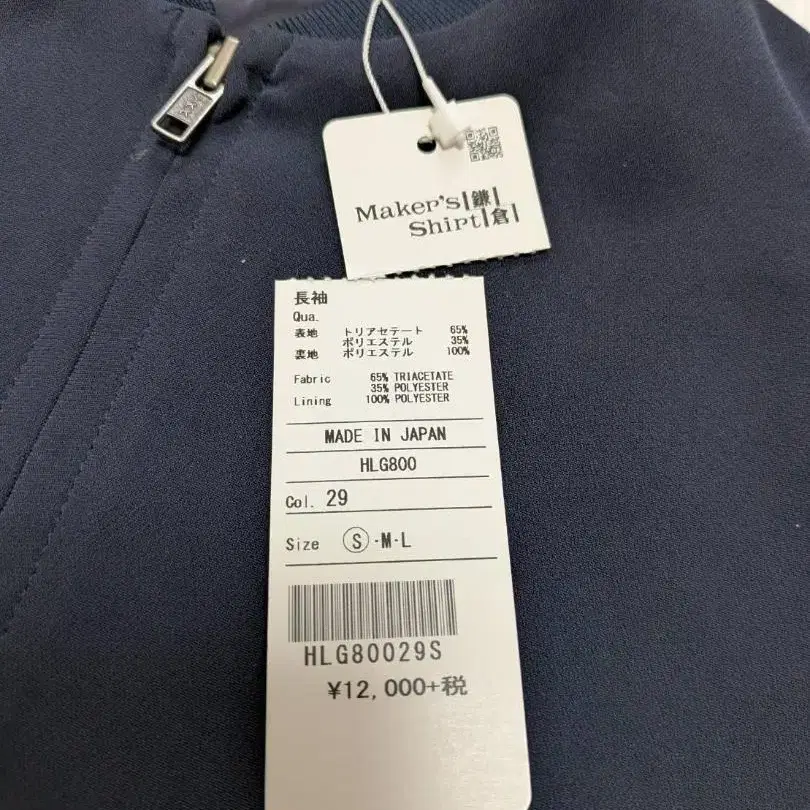 Maker's 鎌
Shirt 倉
長袖
Qua.
表地 トリアセテート 65%
ポリエステル 35%
裏地 ポリエステル 100%
Fabric 65% TRIACETATE
35% POLYESTER
Lining 100% POLYESTER
MADE IN JAPAN
HLG800
Col. 29
Size S・M・L
HLG80029S
¥12,000+税